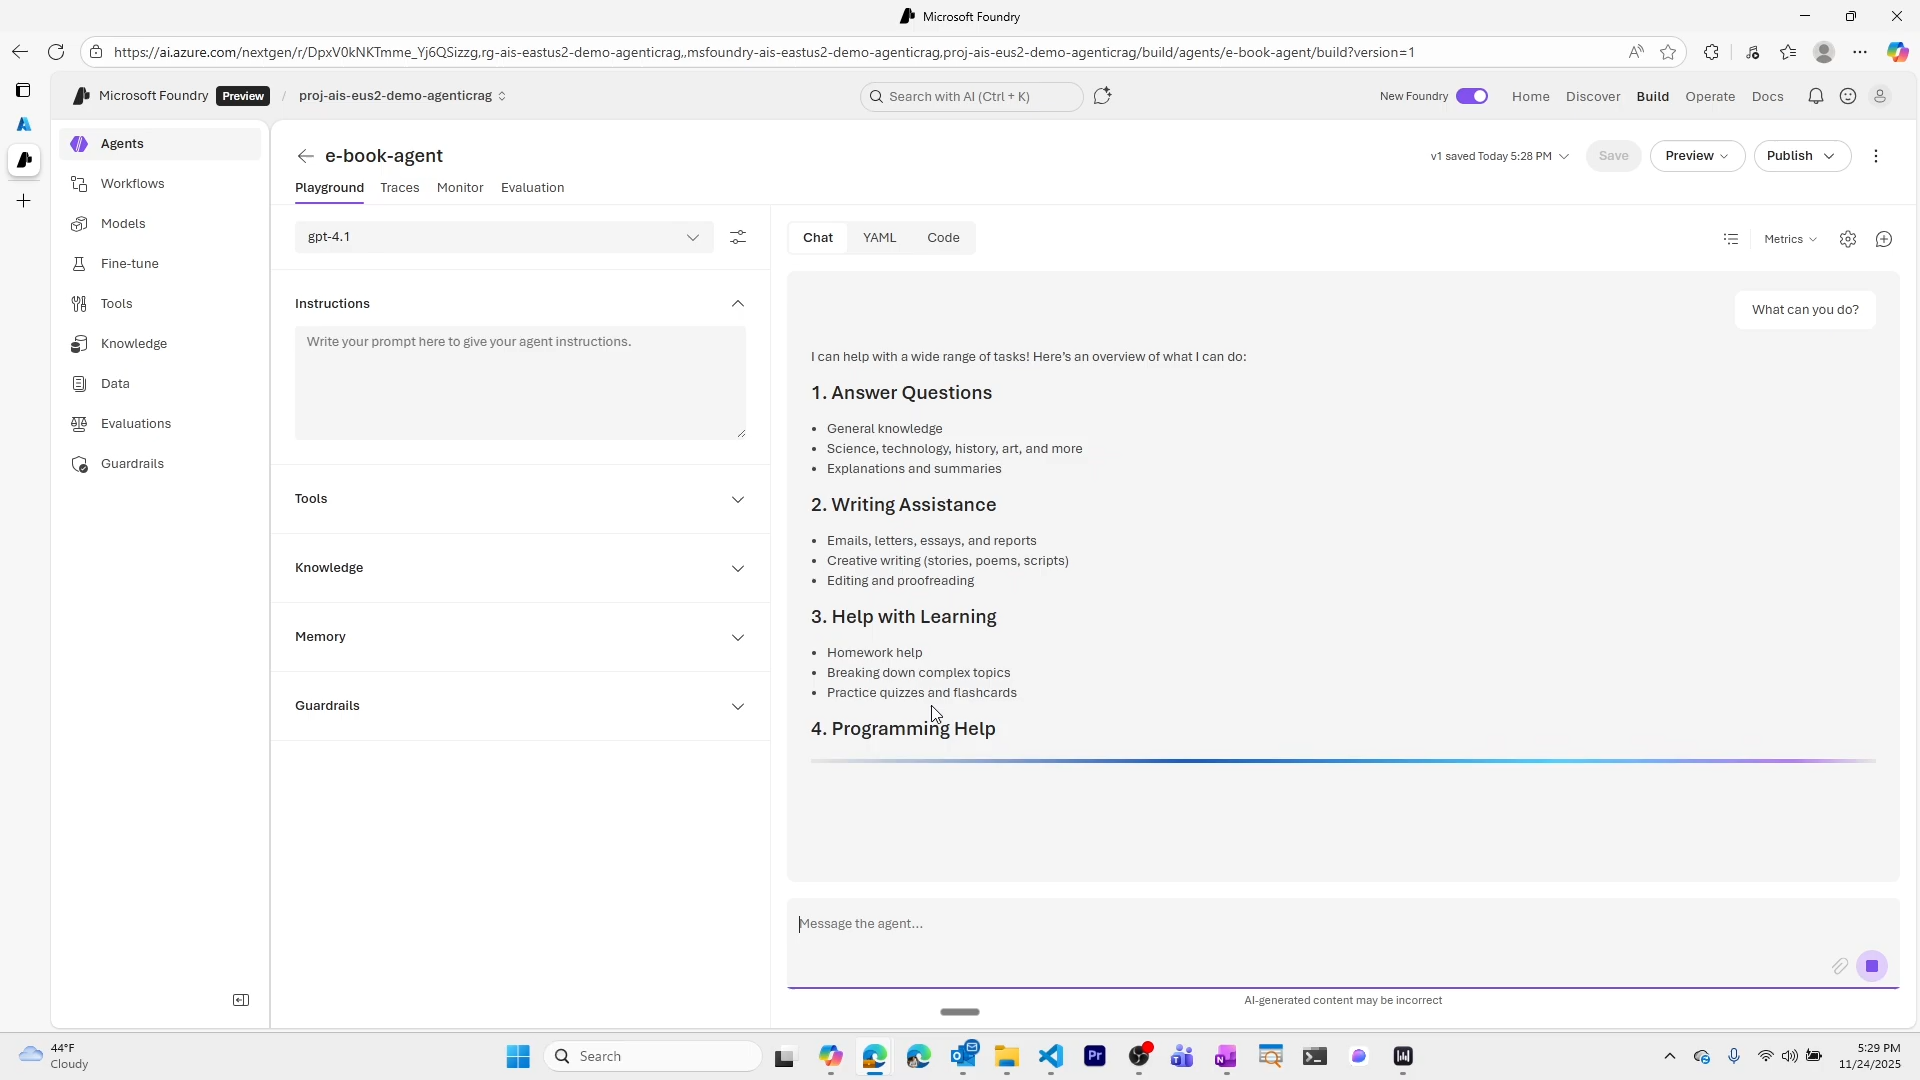 Microsoft Foundry
https://ai.azure.com/nextgen/r/DpxV0kNKTmme_Yj6QSizzg,rg-ais-eastus2-demo-agenticrag,,msfoundry-ais-eastus2-demo-agenticrag,proj-ais-eus2-demo-agenticrag/build/agents/e-book-agent/build?version=1
Microsoft Foundry Preview / proj-ais-eus2-demo-agenticrag
Search with AI (Ctrl + K)
New Foundry Home Discover Build Operate Docs
Agents
Workflows
Models
Fine-tune
Tools
Knowledge
Data
Evaluations
Guardrails
e-book-agent
v1 saved Today 5:28 PM Save Preview Publish
Playground Traces Monitor Evaluation
gpt-4.1
Instructions
Write your prompt here to give your agent instructions.
Tools
Knowledge
Memory
Guardrails
Chat YAML Code
Metrics
What can you do?
I can help with a wide range of tasks! Here's an overview of what I can do:
1. Answer Questions
• General knowledge
• Science, technology, history, art, and more
• Explanations and summaries
2. Writing Assistance
• Emails, letters, essays, and reports
• Creative writing (stories, poems, scripts)
• Editing and proofreading
3. Help with Learning
• Homework help
• Breaking down complex topics
• Practice quizzes and flashcards
4. Programming Help
Message the agent...
AI-generated content may be incorrect
44°F
Cloudy
Search
Pr
5:29 PM
11/24/2025